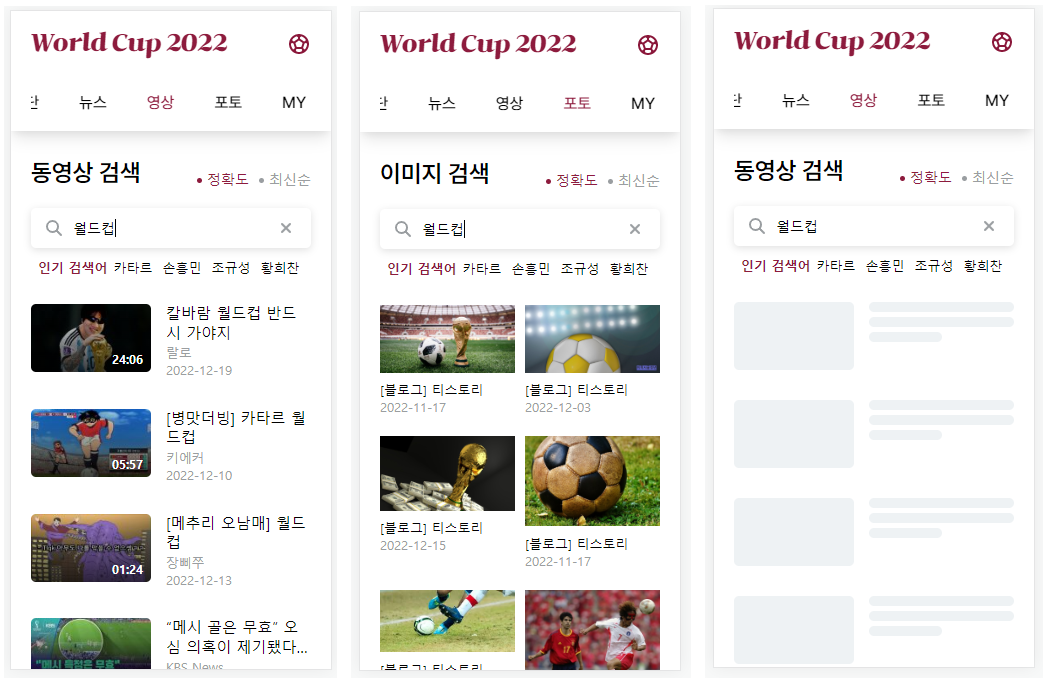 World Cup 2022
단 뉴스 영상 포토 MY
동영상 검색
정확도 최신순
월드컵
인기 검색어 카타르 손흥민 조규성 황희찬
24:06
칼바람 월드컵 반드
시 가야지
랄로
2022-12-19
05:57
[병맛더빙] 카타르 월
드컵
키에커
2022-12-10
01:24
[메추리 오남매] 월드
컵
장삐쭈
2022-12-13
"메시 골은 무효"
"메시 골은 무효" 오
심 의혹이 제기됐다...
KBS News
World Cup 2022
단 뉴스 영상 포토 MY
이미지 검색
정확도 최신순
월드컵
인기 검색어 카타르 손흥민 조규성 황희찬
[블로그] 티스토리
2022-11-17
[블로그] 티스토리
2022-12-03
[블로그] 티스토리
2022-12-15
[블로그] 티스토리
2022-11-17
[블로그] 티스토리
World Cup 2022
단 뉴스 영상 포토 MY
동영상 검색
정확도 최신순
월드컵
인기 검색어 카타르 손흥민 조규성 황희찬